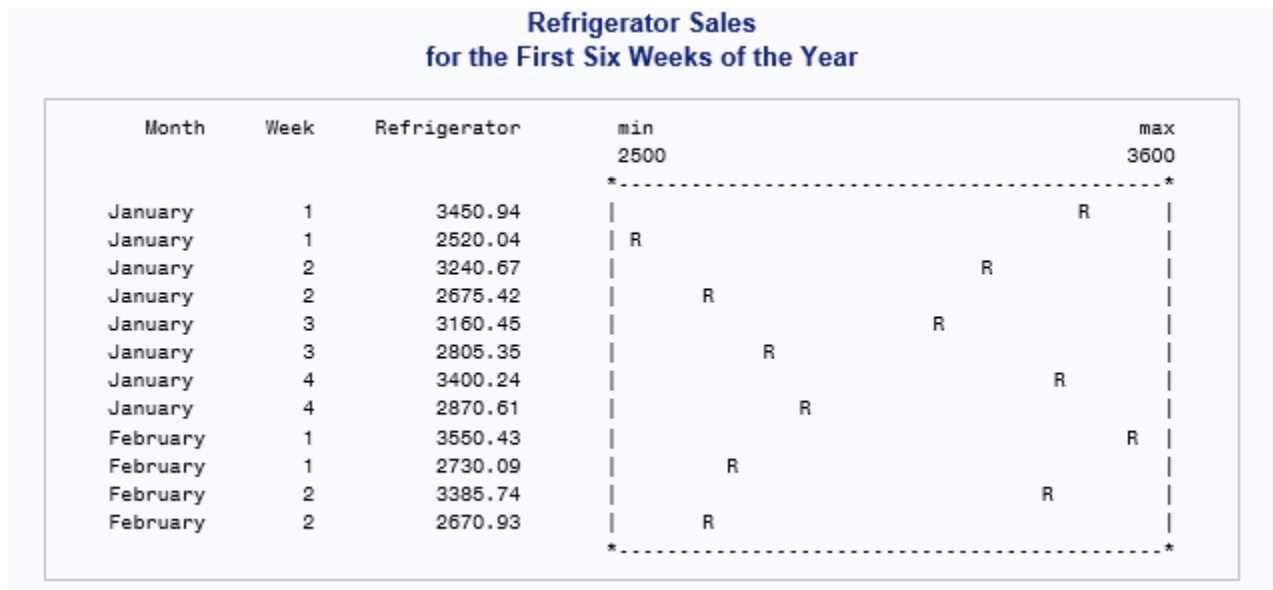 Refrigerator Sales
for the First Six Weeks of the Year
Month Week Refrigerator min max
2500 3600
*----------------------------------------------*
January 1 3450.94 | R |
January 1 2520.04 | R |
January 2 3240.67 | R |
January 2 2675.42 | R |
January 3 3160.45 | R |
January 3 2805.35 | R |
January 4 3400.24 | R |
January 4 2870.61 | R |
February 1 3550.43 | R |
February 1 2730.09 | R |
February 2 3385.74 | R |
February 2 2670.93 | R |
*----------------------------------------------*